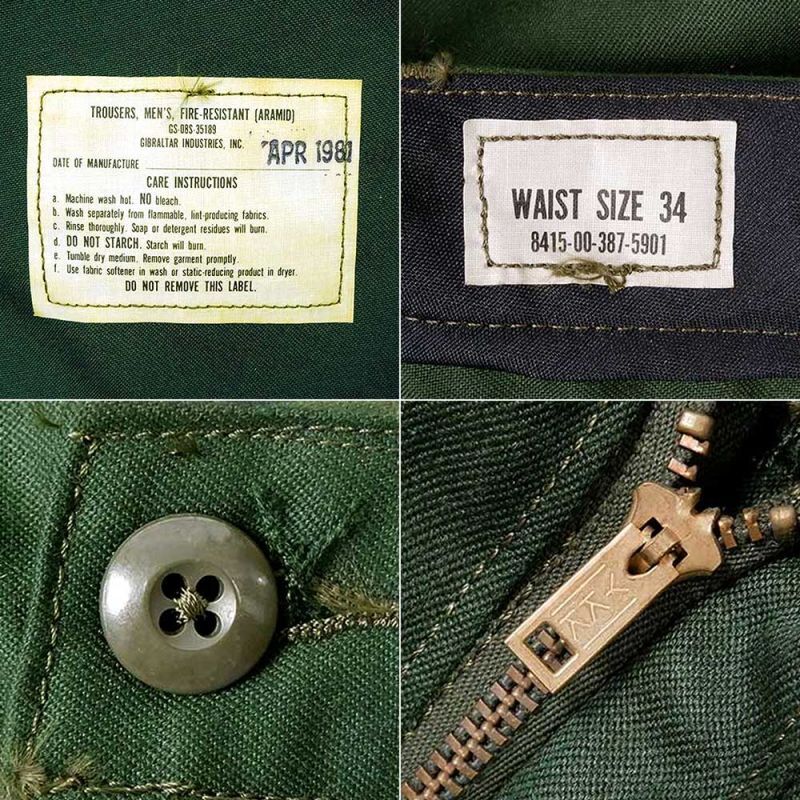 TROUSERS, MEN'S, FIRE-RESISTANT (ARAMID)
GS-08S-35189
GIBRALTAR INDUSTRIES, INC.
DATE OF MANUFACTURE APR 1981
CARE INSTRUCTIONS
a. Machine wash hot. NO bleach.
b. Wash separately from flammable, lint-producing fabrics.
c. Rinse thoroughly. Soap or detergent residues will burn.
d. DO NOT STARCH. Starch will burn.
e. Tumble dry medium. Remove garment promptly.
f. Use fabric softener in wash or static-reducing product in dryer.
DO NOT REMOVE THIS LABEL.
WAIST SIZE 34
8415-00-387-5901